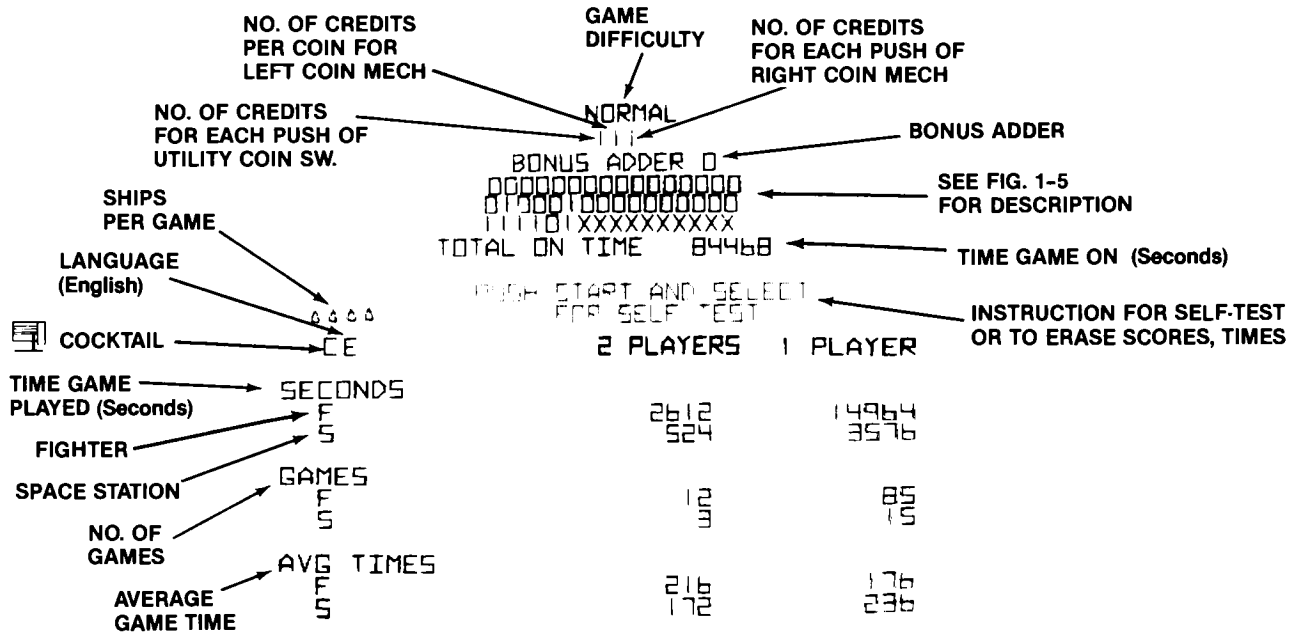 NO. OF CREDITS
PER COIN FOR
LEFT COIN MECH
GAME
DIFFICULTY
NO. OF CREDITS
FOR EACH PUSH OF
RIGHT COIN MECH
NO. OF CREDITS
FOR EACH PUSH OF
UTILITY COIN SW.
NORMAL
1 1 1
BONUS ADDER 0
BONUS ADDER
SEE FIG. 1-5
FOR DESCRIPTION
TOTAL ON TIME 84468
TIME GAME ON (Seconds)
SHIPS
PER GAME
LANGUAGE
(English)
PUSH START AND SELECT
FOR SELF TEST
INSTRUCTION FOR SELF-TEST
OR TO ERASE SCORES, TIMES
COCKTAIL
C E
2 PLAYERS 1 PLAYER
TIME GAME
PLAYED (Seconds)
SECONDS
F 2612 14964
S 524 3576
FIGHTER
SPACE STATION
GAMES
F 12 85
S 3 15
NO. OF
GAMES
AVG TIMES
F 216 176
S 172 236
AVERAGE
GAME TIME